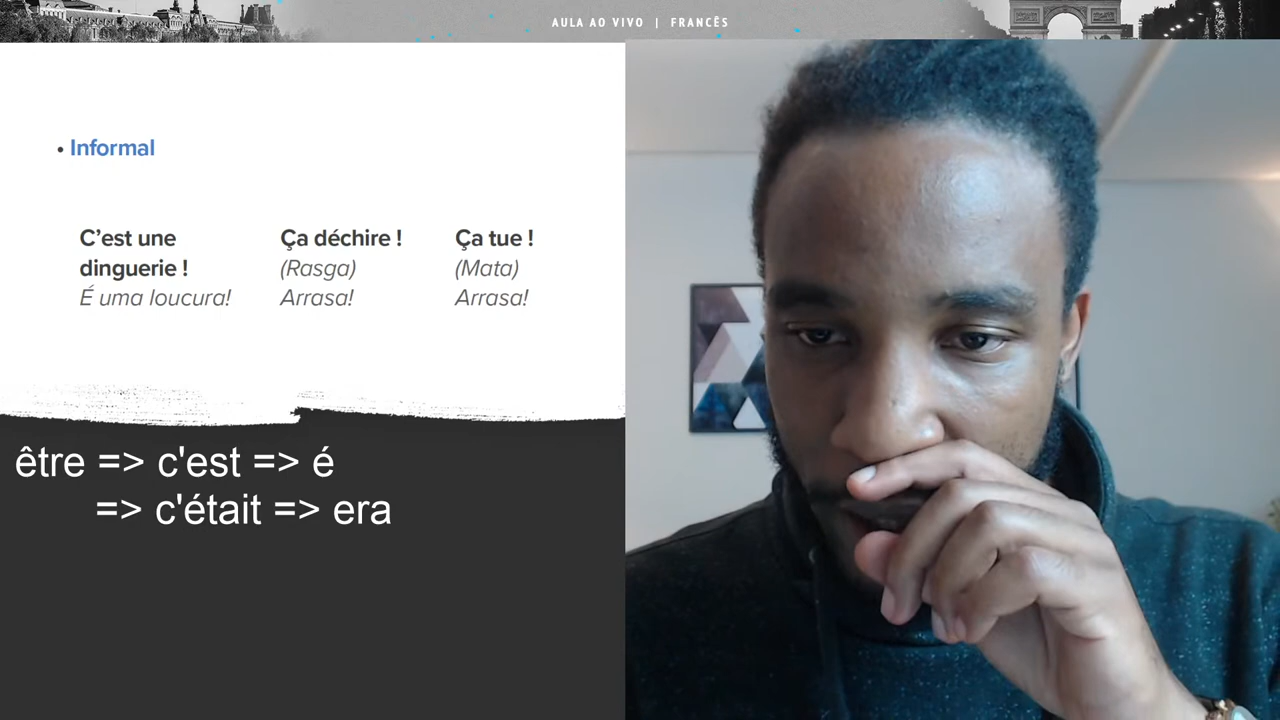 AULA AO VIVO | FRANCÊS
• Informal
C'est une
dinguerie !
É uma loucura!
Ça déchire !
(Rasga)
Arrasa!
Ça tue !
(Mata)
Arrasa!
être => c'est => é
=> c'était => era